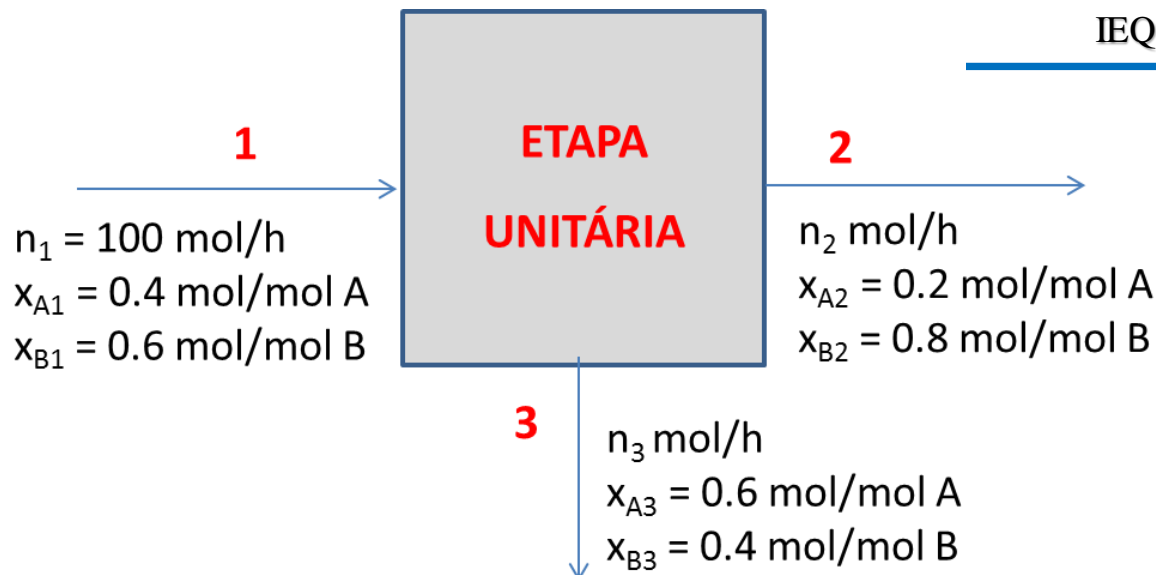 IEQ
1
ETAPA
UNITÁRIA
2
n₁ = 100 mol/h
x_A1 = 0.4 mol/mol A
x_B1 = 0.6 mol/mol B
n₂ mol/h
x_A2 = 0.2 mol/mol A
x_B2 = 0.8 mol/mol B
3
n₃ mol/h
x_A3 = 0.6 mol/mol A
x_B3 = 0.4 mol/mol B